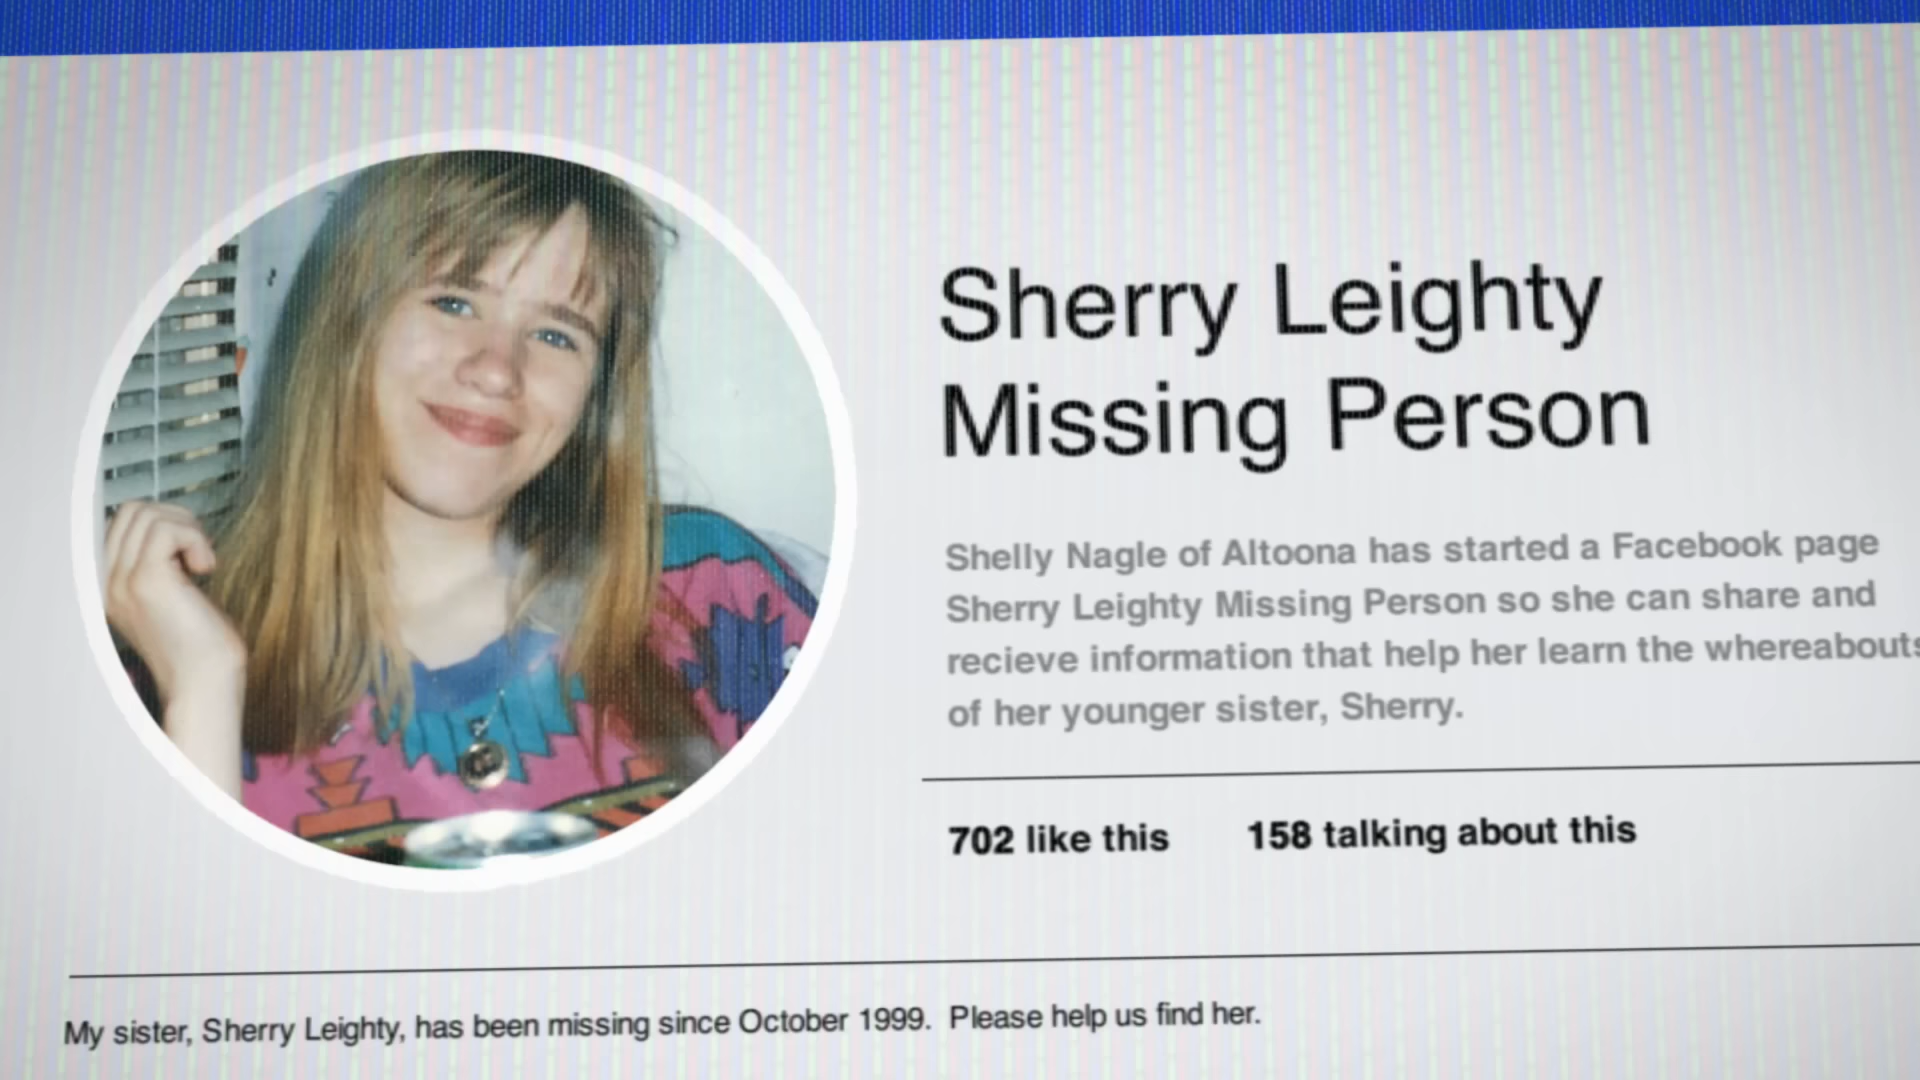 Sherry Leighty
Missing Person
Shelly Nagle of Altoona has started a Facebook page
Sherry Leighty Missing Person so she can share and
recieve information that help her learn the whereabouts
of her younger sister, Sherry.
702 like this 158 talking about this
My sister, Sherry Leighty, has been missing since October 1999. Please help us find her.